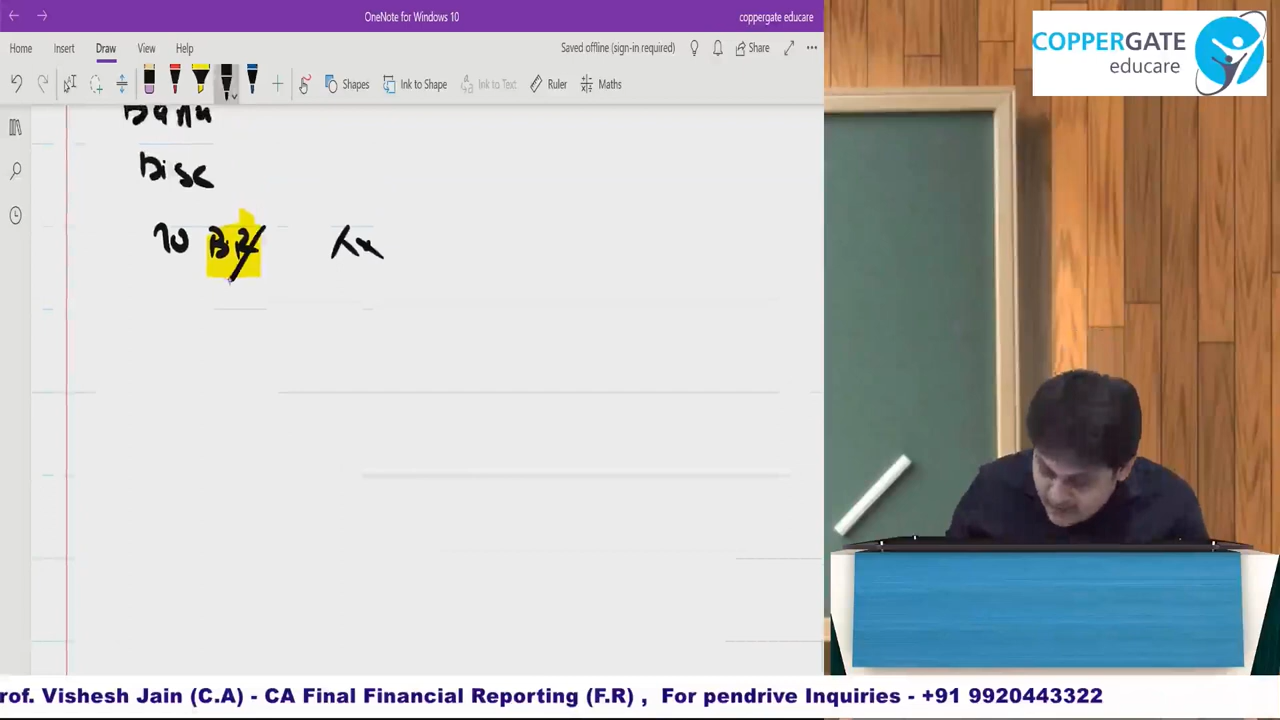 OneNote for Windows 10
coppergate educare
COPPERGATE
educare
Home Insert Draw View Help
Saved offline (sign-in required)
Share
Shapes
Ink to Shape
Ink to Text
Ruler
Maths
Bank
Disc
To BR xx
rof. Vishesh Jain (C.A) - CA Final Financial Reporting (F.R) , For pendrive Inquiries - +91 9920443322